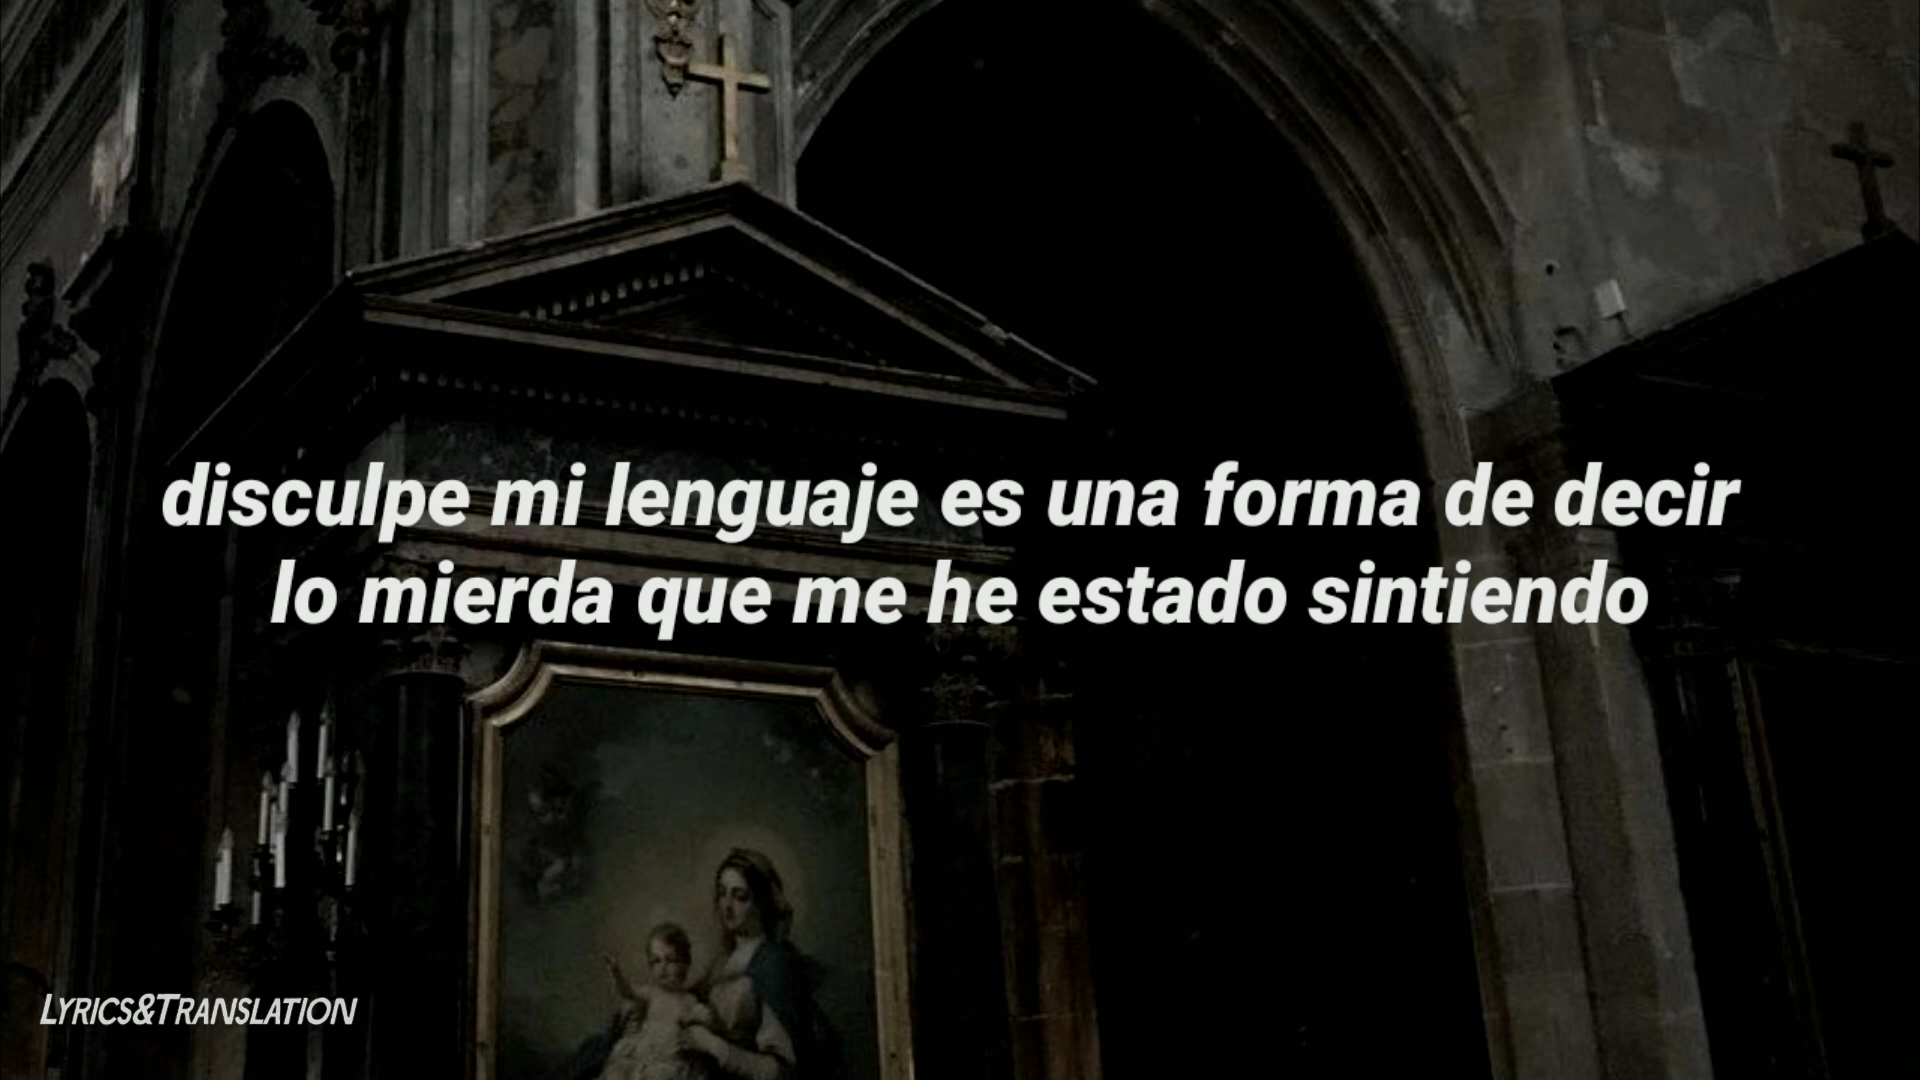 disculpe mi lenguaje es una forma de decir
lo mierda que me he estado sintiendo
LYRICS&TRANSLATION